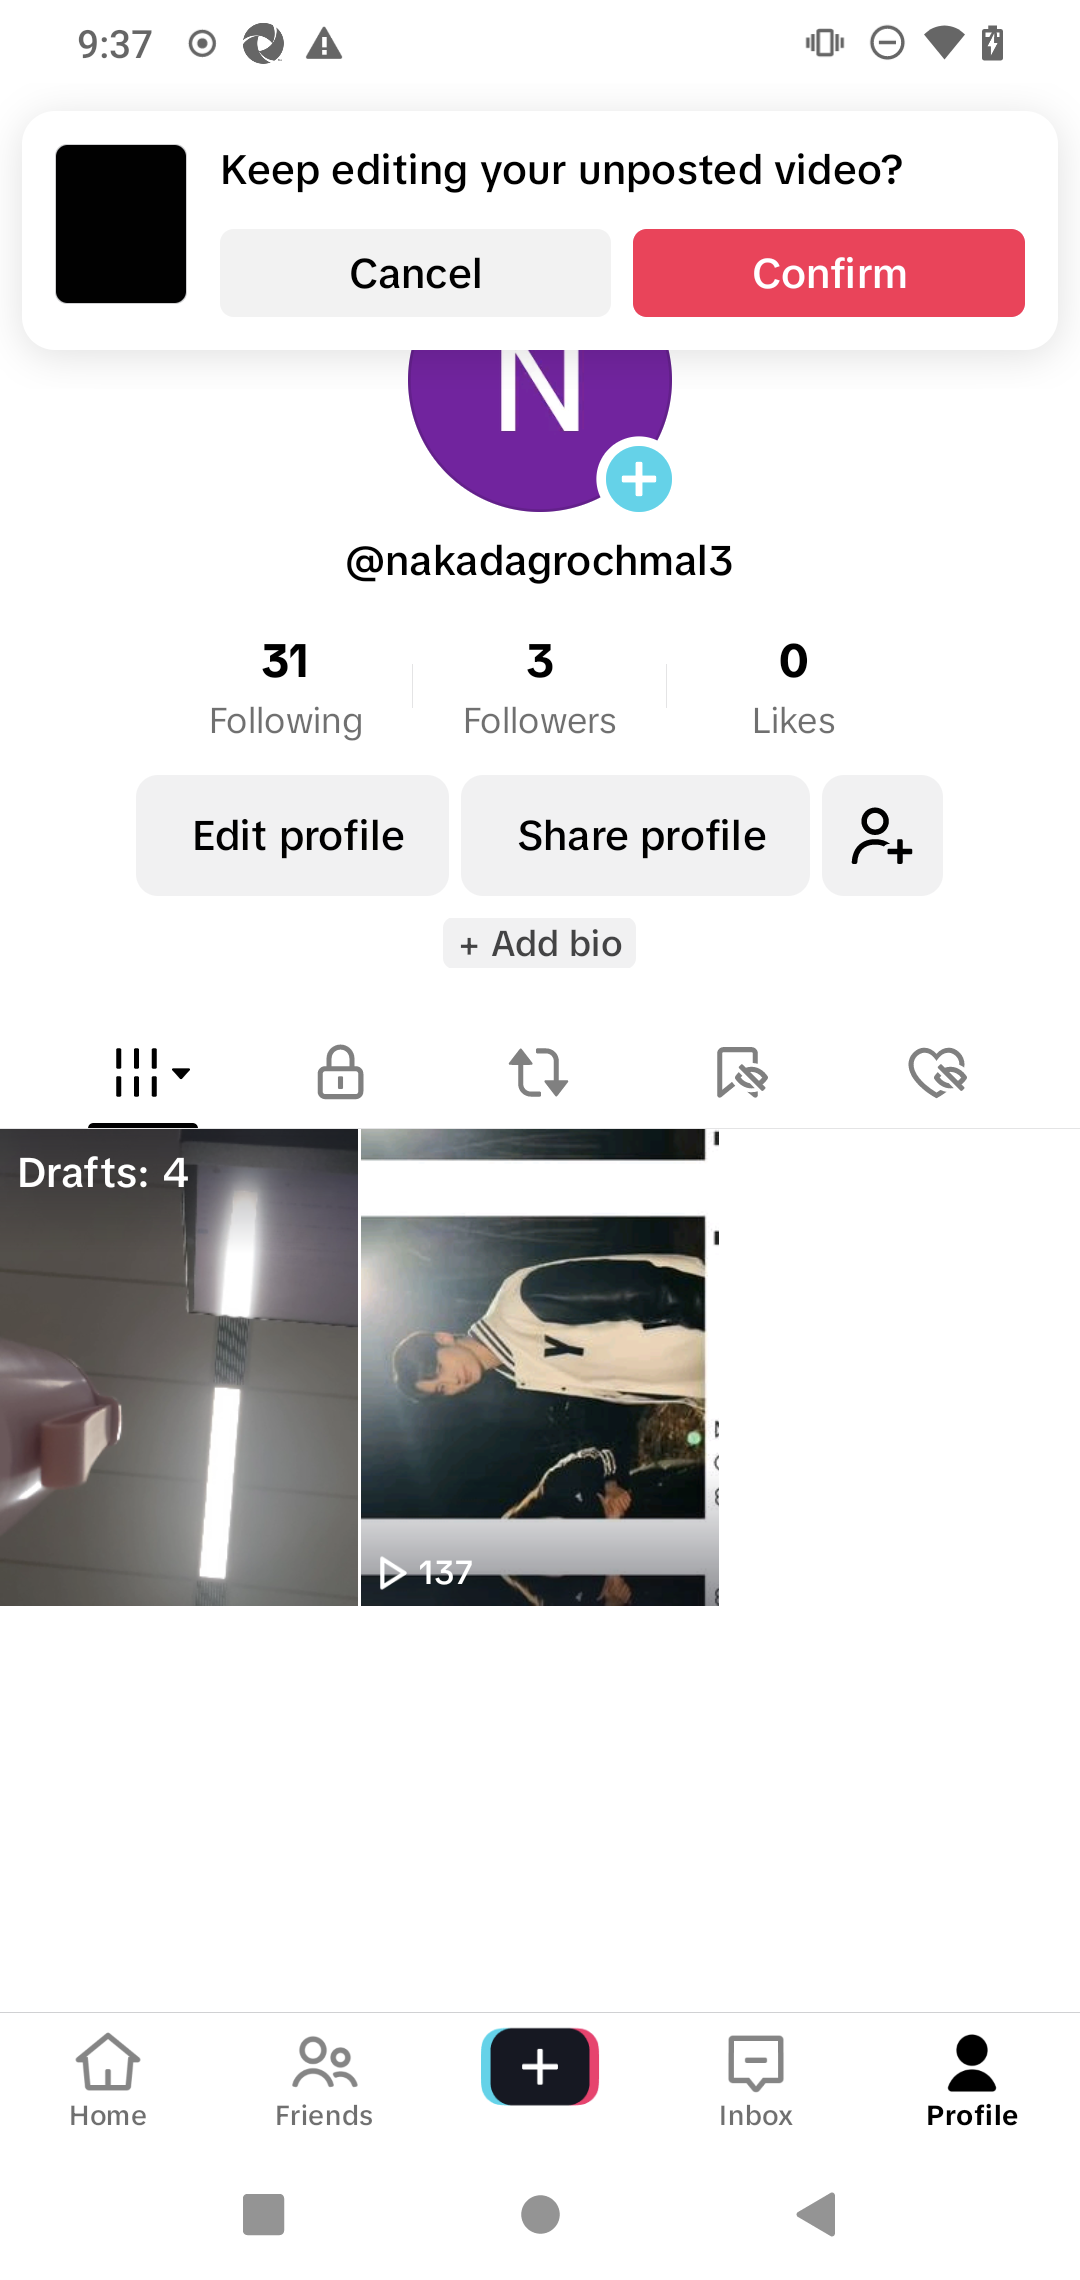 9:37
Keep editing your unposted video?
Cancel
Confirm
N
@nakadagrochmal3
31
Following
3
Followers
0
Likes
Edit profile
Share profile
+ Add bio
Drafts: 4
Y
137
Home
Friends
Inbox
Profile